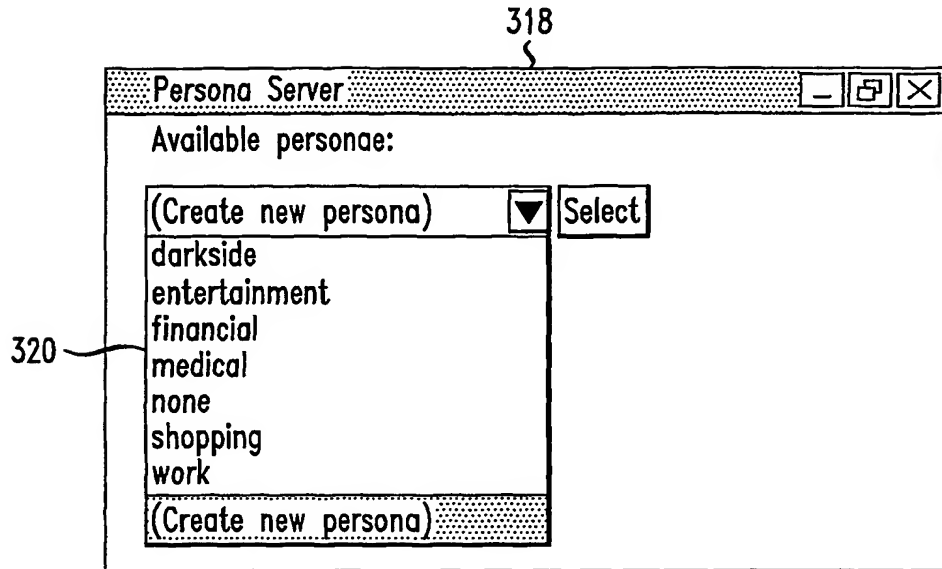 318
Persona Server
Available personae:
(Create new persona) Select
darkside
entertainment
financial
320
medical
none
shopping
work
(Create new persona)